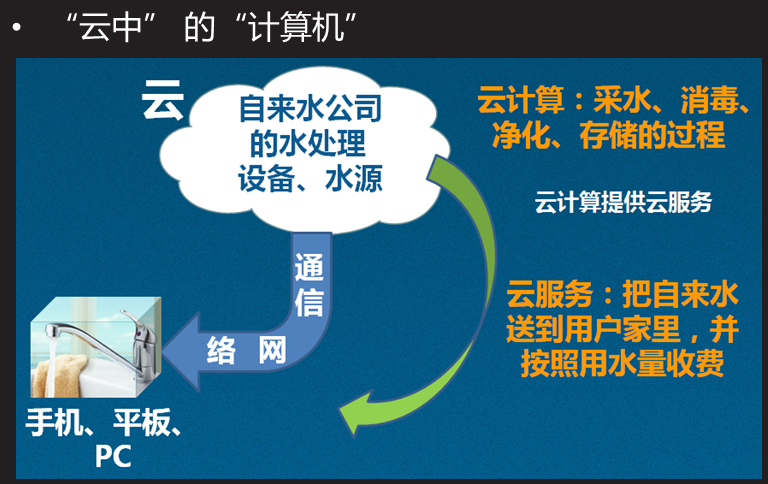 • “云中” 的“计算机”
云
自来水公司
的水处理
设备、水源
云计算：采水、消毒、
净化、存储的过程
云计算提供云服务
通
信
络 网
云服务：把自来水
送到用户家里，并
按照用水量收费
手机、平板、
PC